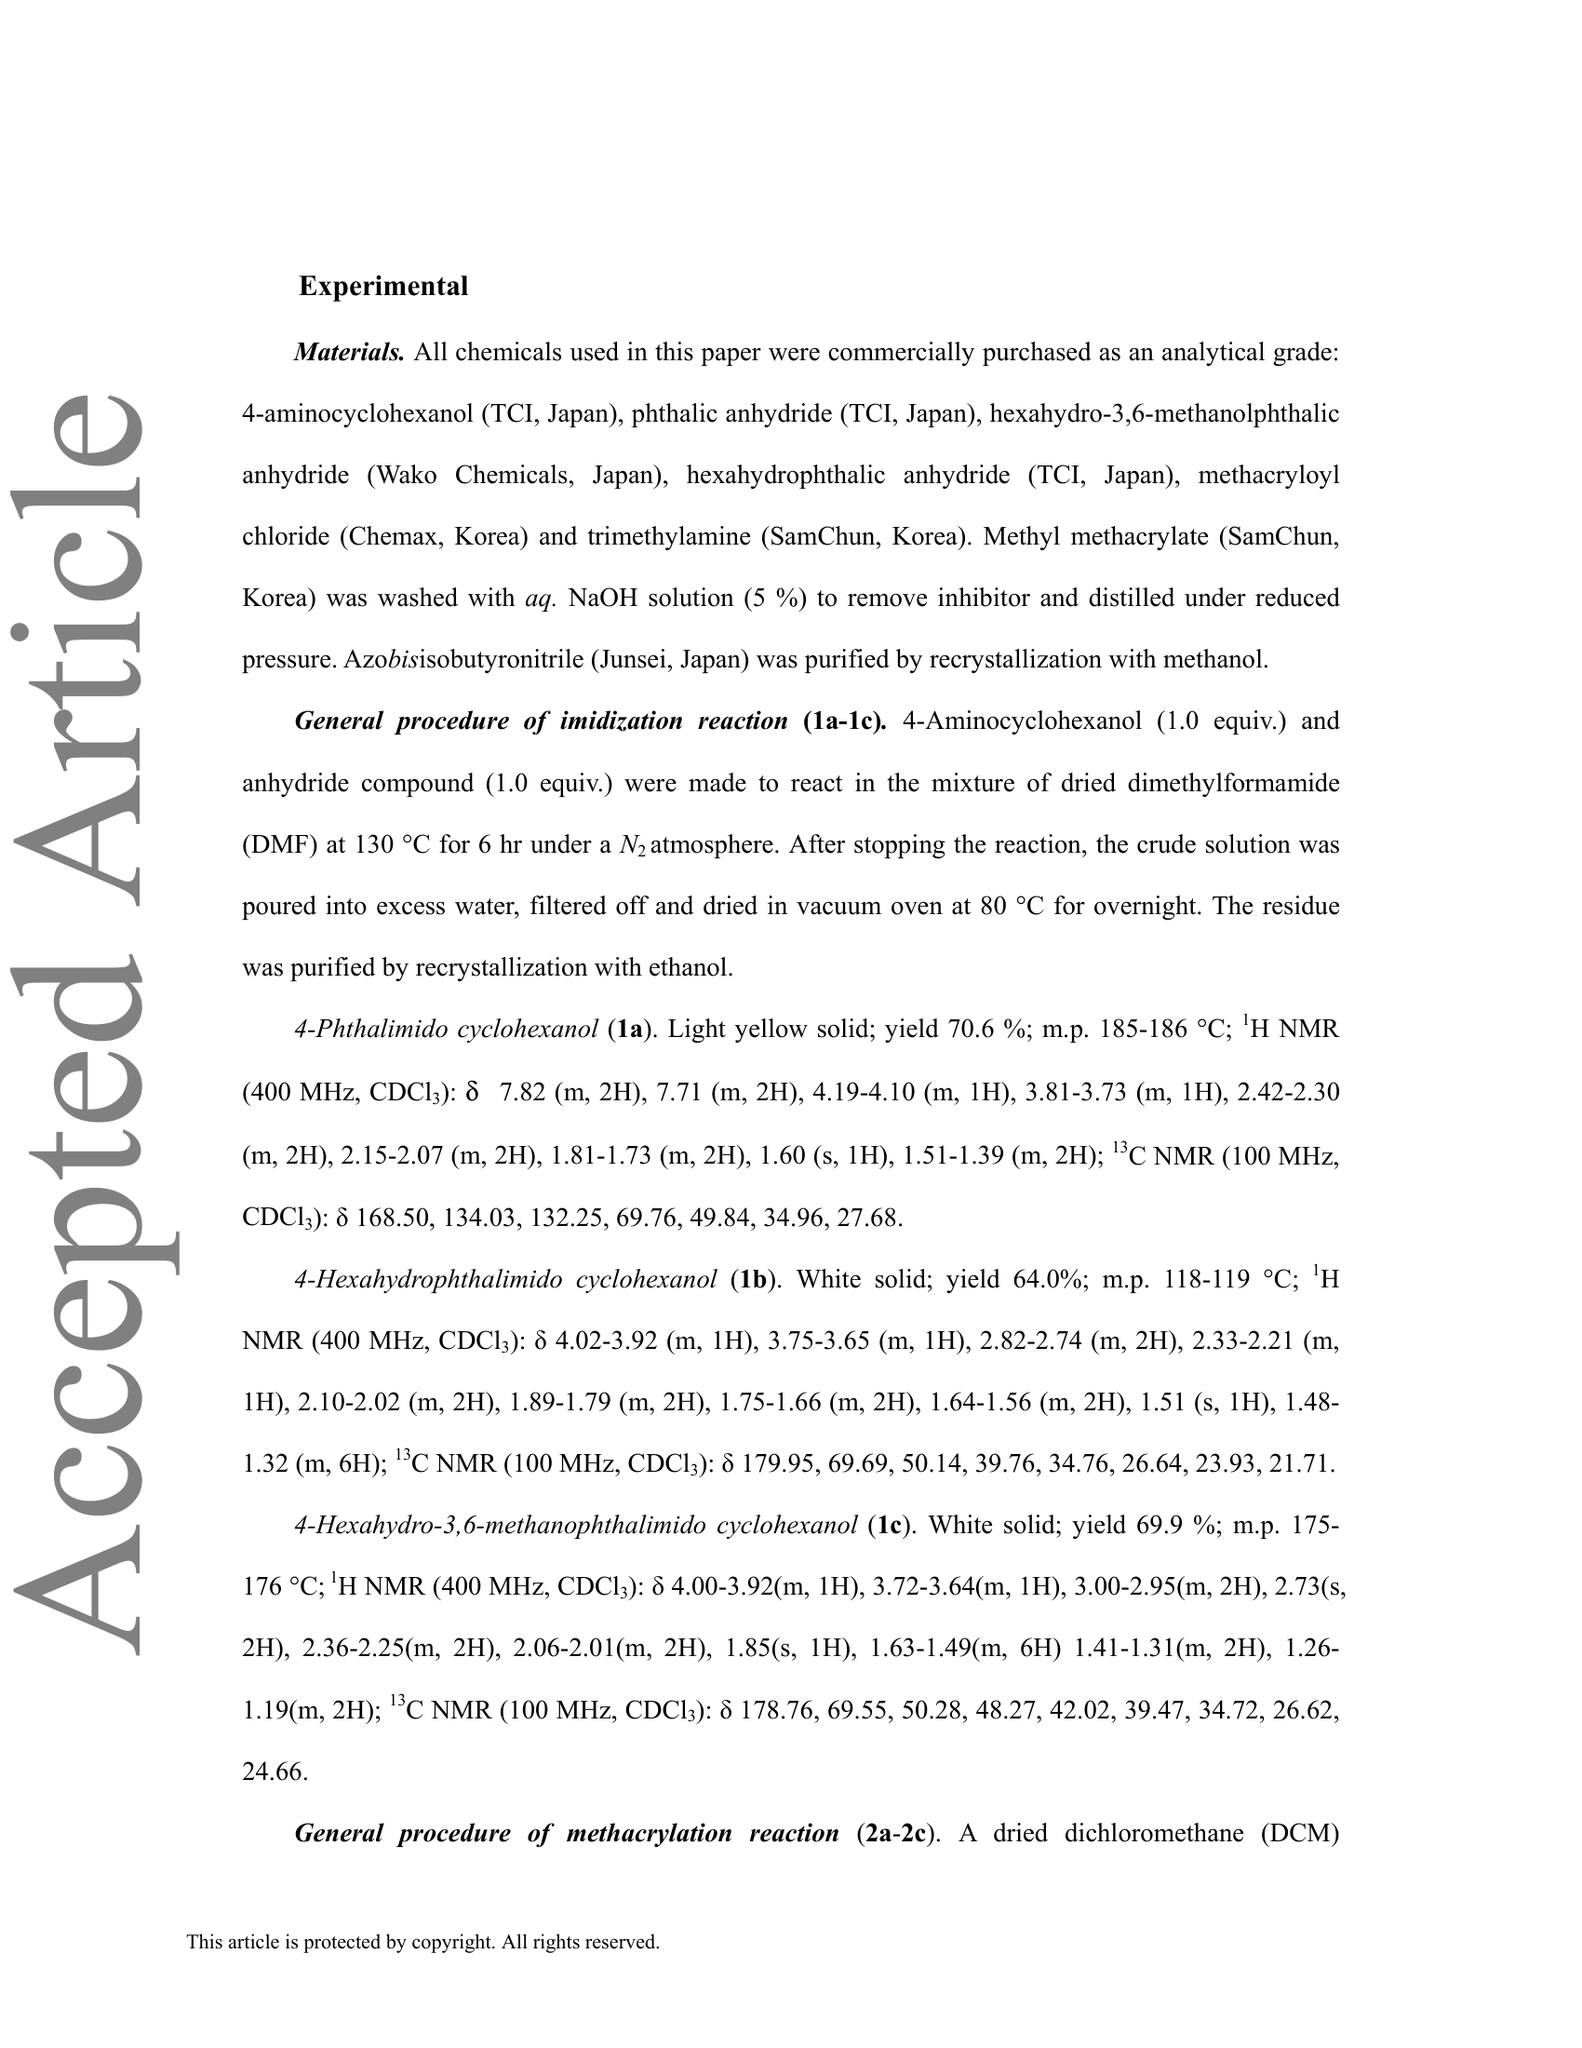 Accepted Article
Experimental
Materials. All chemicals used in this paper were commercially purchased as an analytical grade:
4-aminocyclohexanol (TCI, Japan), phthalic anhydride (TCI, Japan), hexahydro-3,6-methanolphthalic
anhydride (Wako Chemicals, Japan), hexahydrophthalic anhydride (TCI, Japan), methacryloyl
chloride (Chemax, Korea) and trimethylamine (SamChun, Korea). Methyl methacrylate (SamChun,
Korea) was washed with aq. NaOH solution (5 %) to remove inhibitor and distilled under reduced
pressure. Azobisisobutyronitrile (Junsei, Japan) was purified by recrystallization with methanol.
General procedure of imidization reaction (1a-1c). 4-Aminocyclohexanol (1.0 equiv.) and
anhydride compound (1.0 equiv.) were made to react in the mixture of dried dimethylformamide
(DMF) at 130 °C for 6 hr under a N₂ atmosphere. After stopping the reaction, the crude solution was
poured into excess water, filtered off and dried in vacuum oven at 80 °C for overnight. The residue
was purified by recrystallization with ethanol.
4-Phthalimido cyclohexanol (1a). Light yellow solid; yield 70.6 %; m.p. 185-186 °C; ¹H NMR
(400 MHz, CDCl₃): δ 7.82 (m, 2H), 7.71 (m, 2H), 4.19-4.10 (m, 1H), 3.81-3.73 (m, 1H), 2.42-2.30
(m, 2H), 2.15-2.07 (m, 2H), 1.81-1.73 (m, 2H), 1.60 (s, 1H), 1.51-1.39 (m, 2H); ¹³C NMR (100 MHz,
CDCl₃): δ 168.50, 134.03, 132.25, 69.76, 49.84, 34.96, 27.68.
4-Hexahydrophthalimido cyclohexanol (1b). White solid; yield 64.0%; m.p. 118-119 °C; ¹H
NMR (400 MHz, CDCl₃): δ 4.02-3.92 (m, 1H), 3.75-3.65 (m, 1H), 2.82-2.74 (m, 2H), 2.33-2.21 (m,
1H), 2.10-2.02 (m, 2H), 1.89-1.79 (m, 2H), 1.75-1.66 (m, 2H), 1.64-1.56 (m, 2H), 1.51 (s, 1H), 1.48-
1.32 (m, 6H); ¹³C NMR (100 MHz, CDCl₃): δ 179.95, 69.69, 50.14, 39.76, 34.76, 26.64, 23.93, 21.71.
4-Hexahydro-3,6-methanophthalimido cyclohexanol (1c). White solid; yield 69.9 %; m.p. 175-
176 °C; ¹H NMR (400 MHz, CDCl₃): δ 4.00-3.92(m, 1H), 3.72-3.64(m, 1H), 3.00-2.95(m, 2H), 2.73(s,
2H), 2.36-2.25(m, 2H), 2.06-2.01(m, 2H), 1.85(s, 1H), 1.63-1.49(m, 6H) 1.41-1.31(m, 2H), 1.26-
1.19(m, 2H); ¹³C NMR (100 MHz, CDCl₃): δ 178.76, 69.55, 50.28, 48.27, 42.02, 39.47, 34.72, 26.62,
24.66.
General procedure of methacrylation reaction (2a-2c). A dried dichloromethane (DCM)
This article is protected by copyright. All rights reserved.